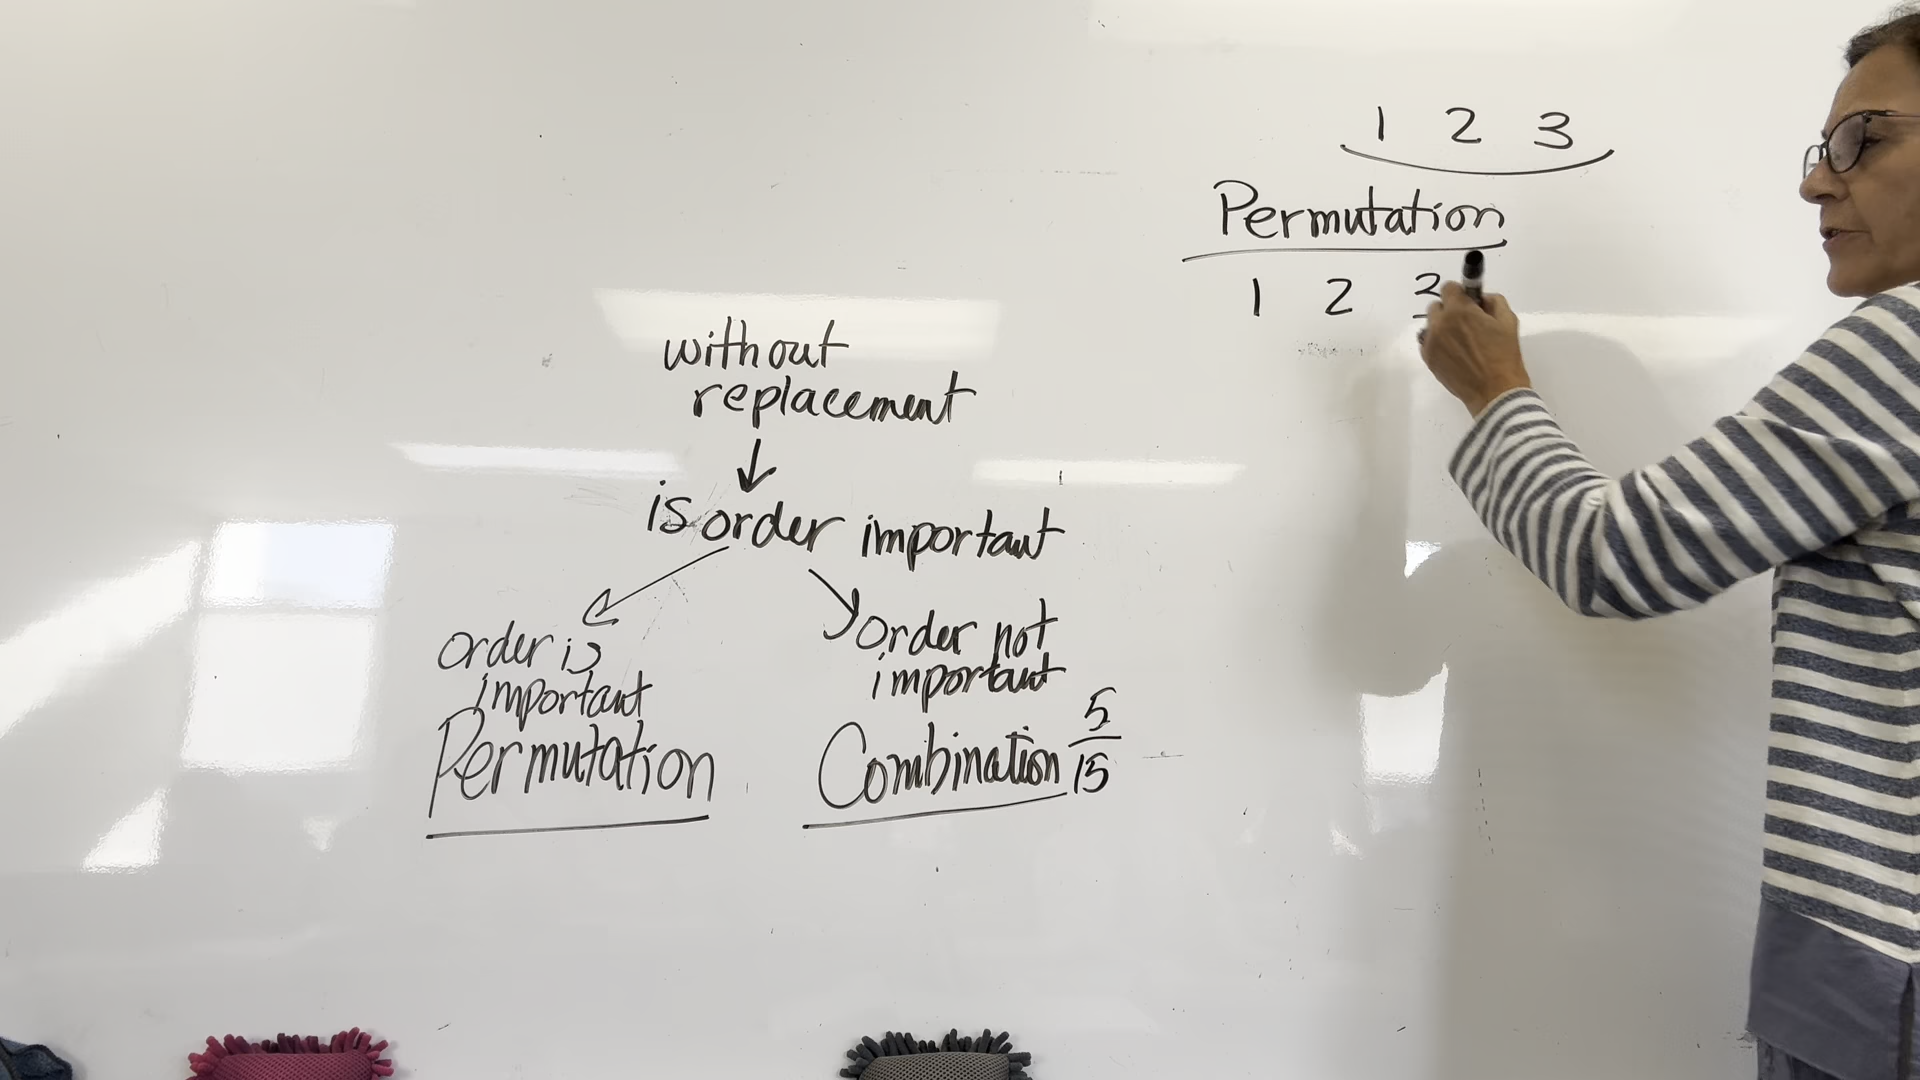 1 2 3
Permutation
1 2 3
without
replacement
is order important
order is
important
Permutation
order not
important
Combination 5/15